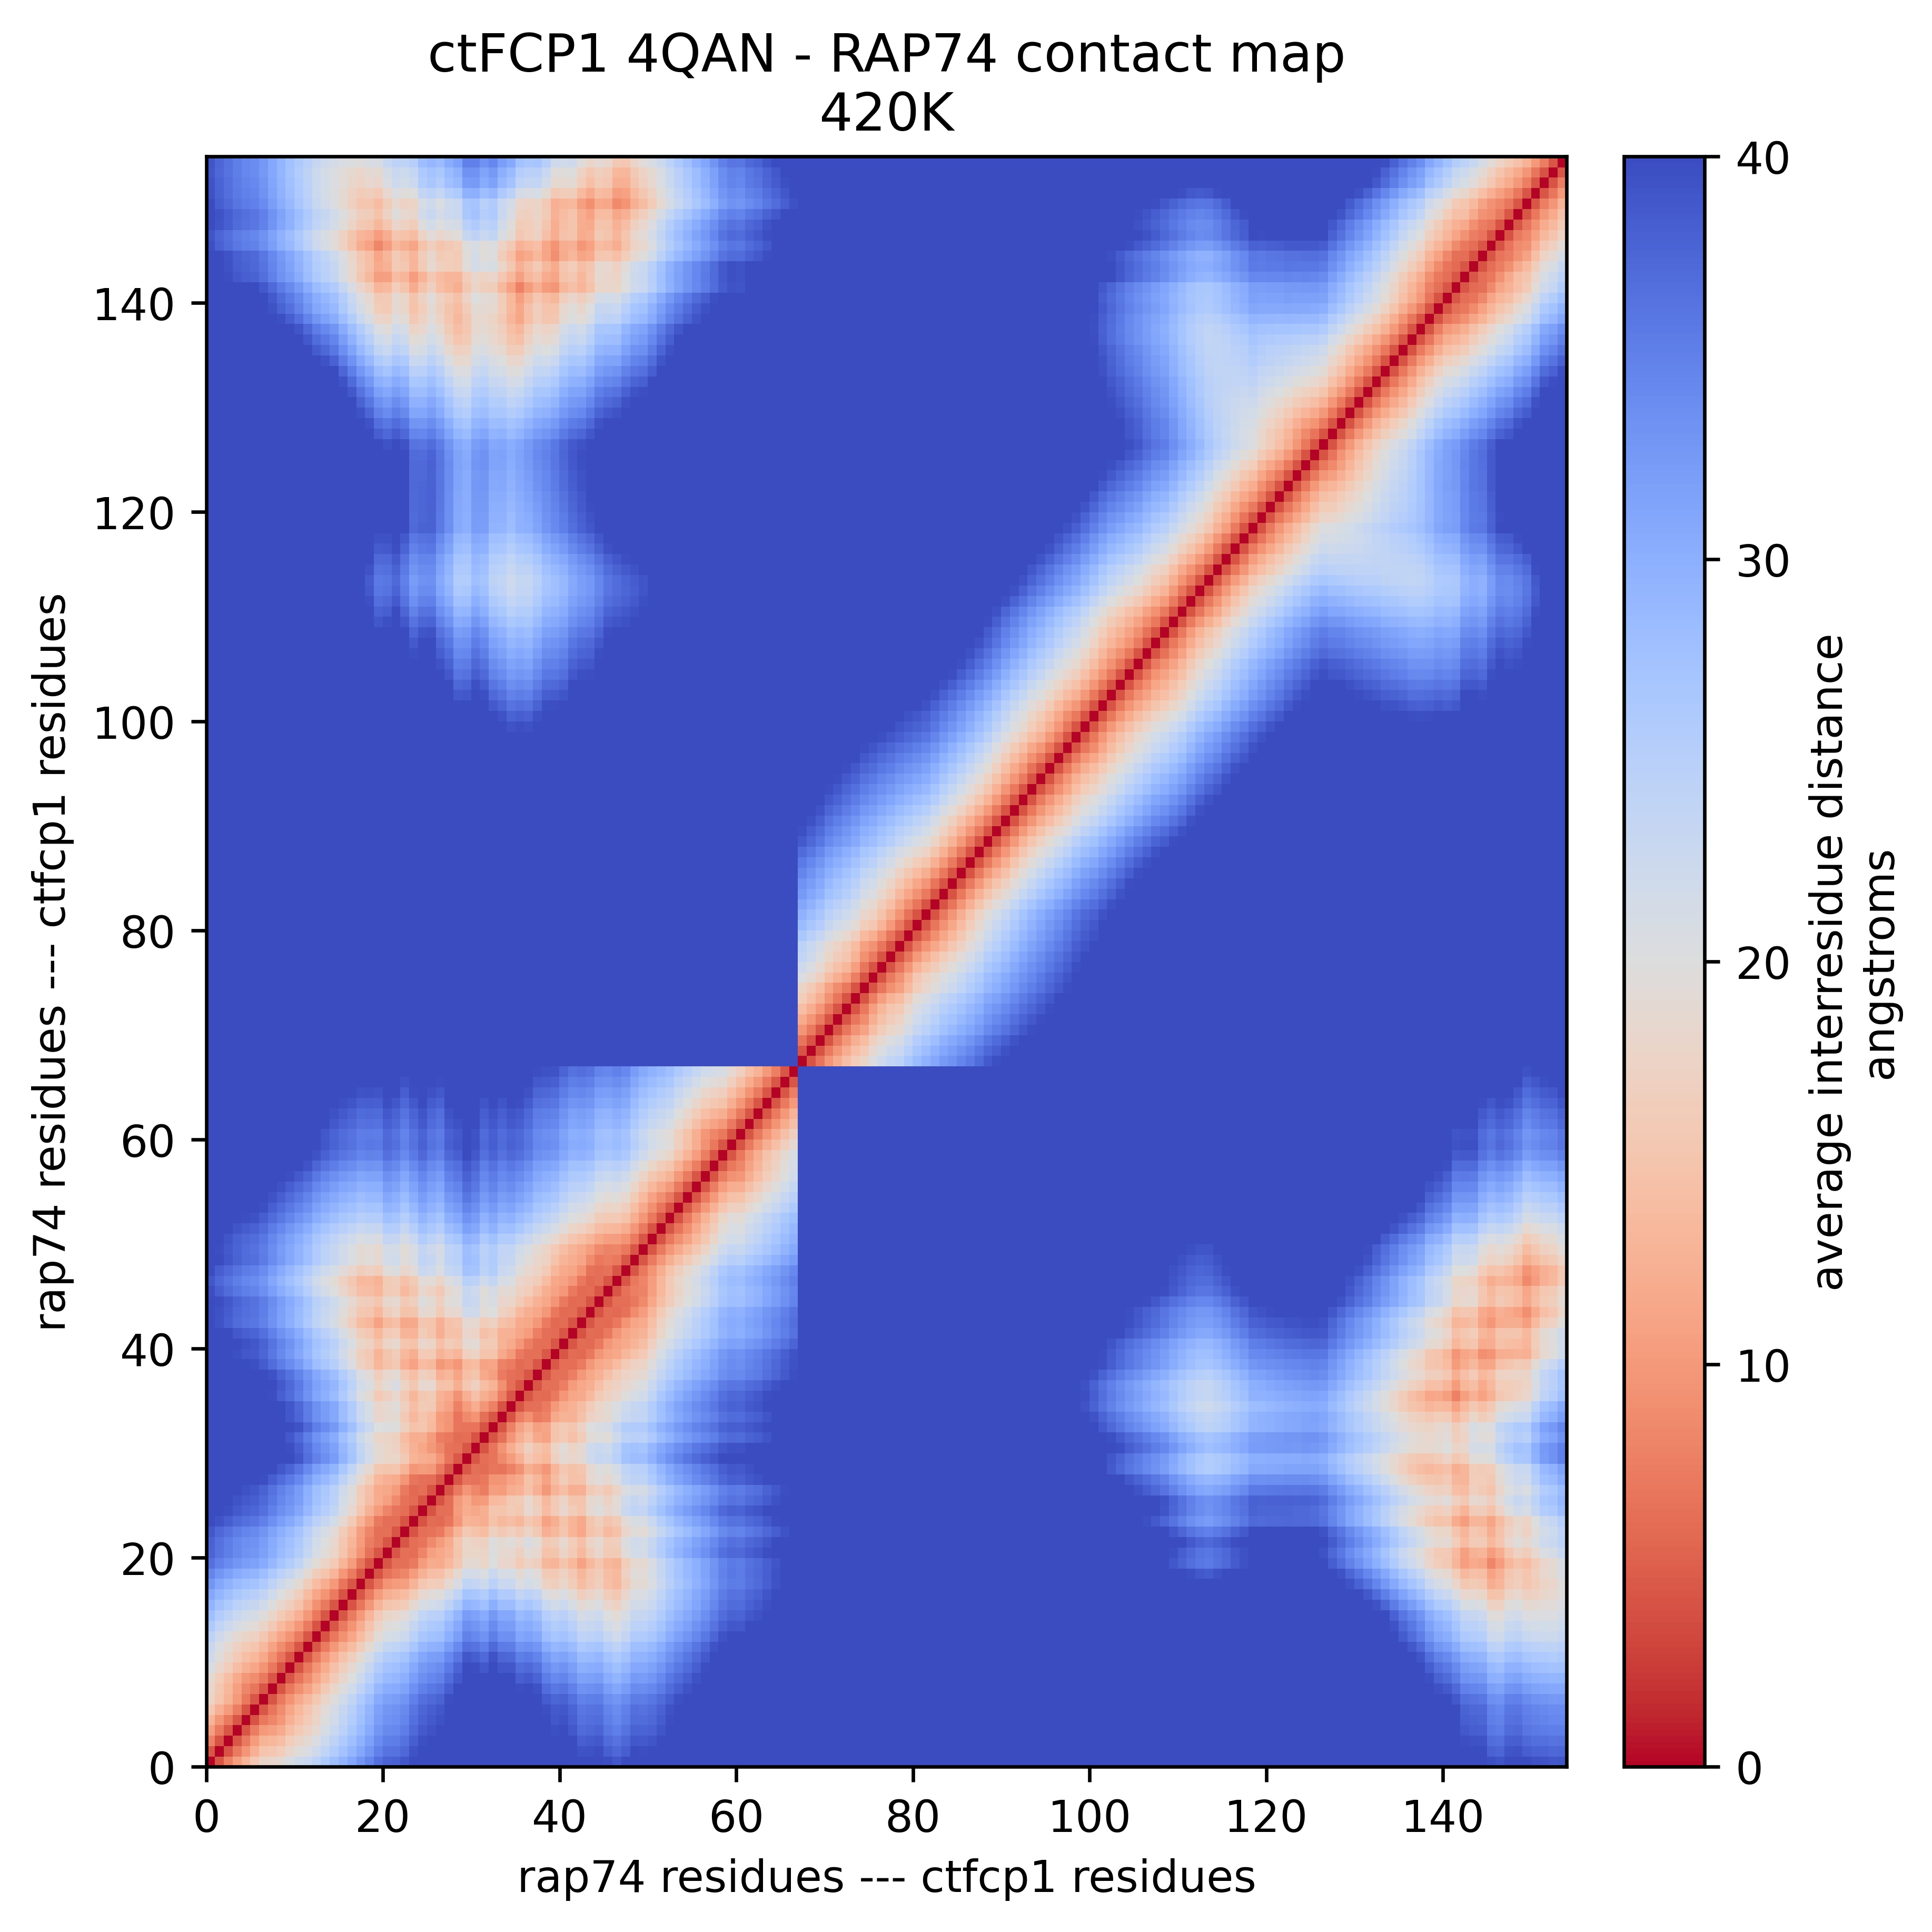 ctFCP1 4QAN - RAP74 contact map
420K
rap74 residues --- ctfcp1 residues
140
120
100
80
60
40
20
0
0 20 40 60 80 100 120 140
rap74 residues --- ctfcp1 residues
40
30
20
10
0
average interresidue distance
angstroms